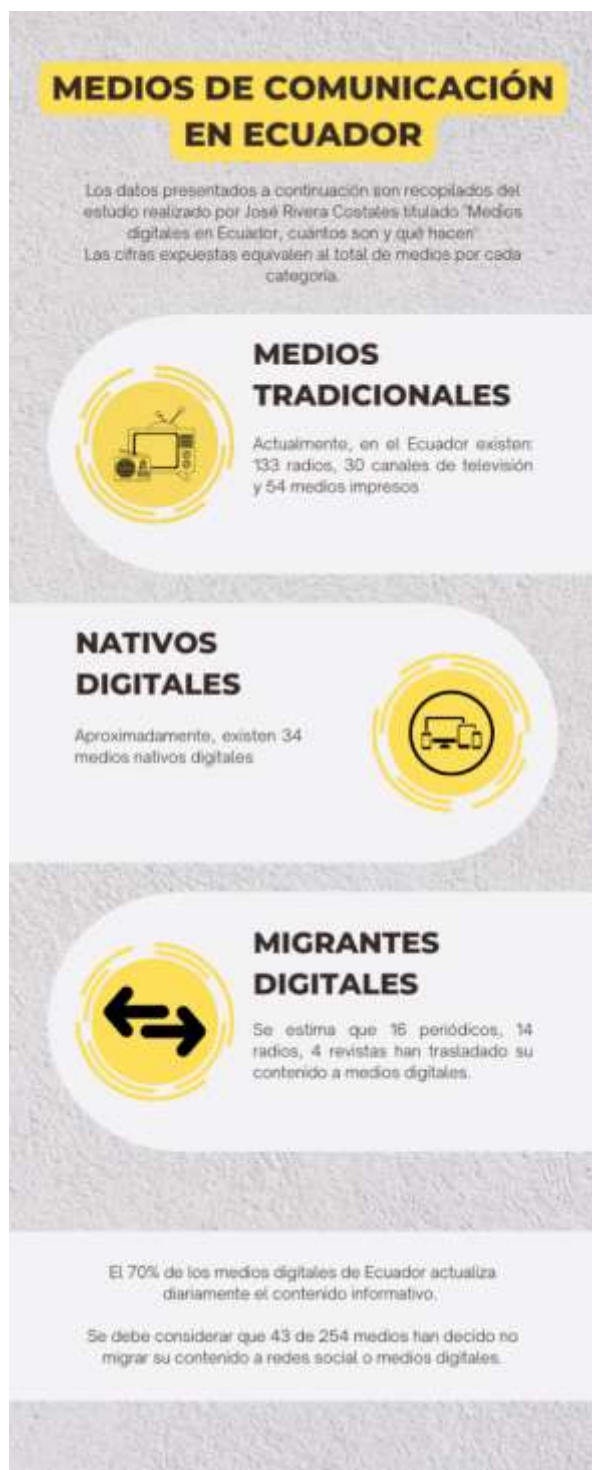 MEDIOS DE COMUNICACIÓN
EN ECUADOR
Los datos presentados a continuación son recopilados del
estudio realizado por José Rivera Costales titulado "Medios
digitales en Ecuador, cuántos son y qué hacen"
Las cifras expuestas equivalen al total de medios por cada
categoría.
MEDIOS
TRADICIONALES
Actualmente, en el Ecuador existen:
133 radios, 30 canales de televisión
y 54 medios impresos
NATIVOS
DIGITALES
Aproximadamente, existen 34
medios nativos digitales
MIGRANTES
DIGITALES
Se estima que 16 periódicos, 14
radios, 4 revistas han trasladado su
contenido a medios digitales.
El 70% de los medios digitales de Ecuador actualiza
diariamente el contenido informativo.
Se debe considerar que 43 de 254 medios han decido no
migrar su contenido a redes social o medios digitales.